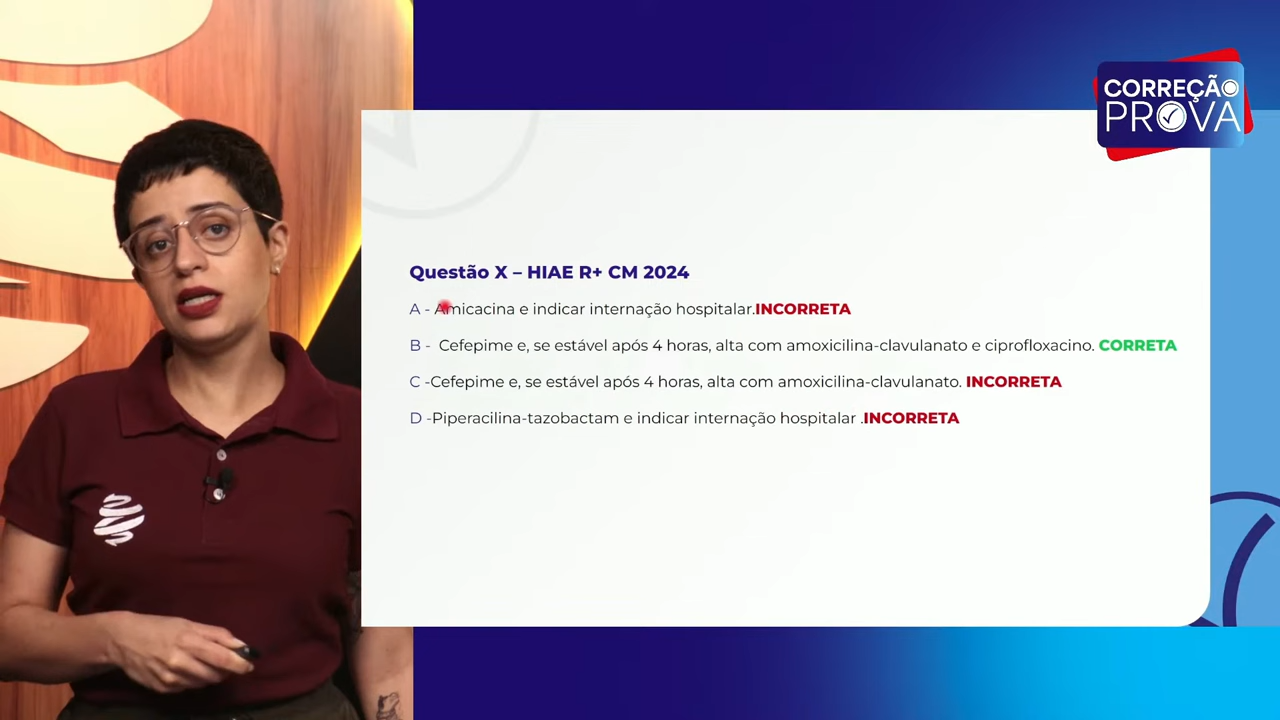 CORREÇÃO
PROVA
Questão X – HIAE R+ CM 2024
A - Amicacina e indicar internação hospitalar.INCORRETA
B - Cefepime e, se estável após 4 horas, alta com amoxicilina-clavulanato e ciprofloxacino. CORRETA
C -Cefepime e, se estável após 4 horas, alta com amoxicilina-clavulanato. INCORRETA
D -Piperacilina-tazobactam e indicar internação hospitalar .INCORRETA